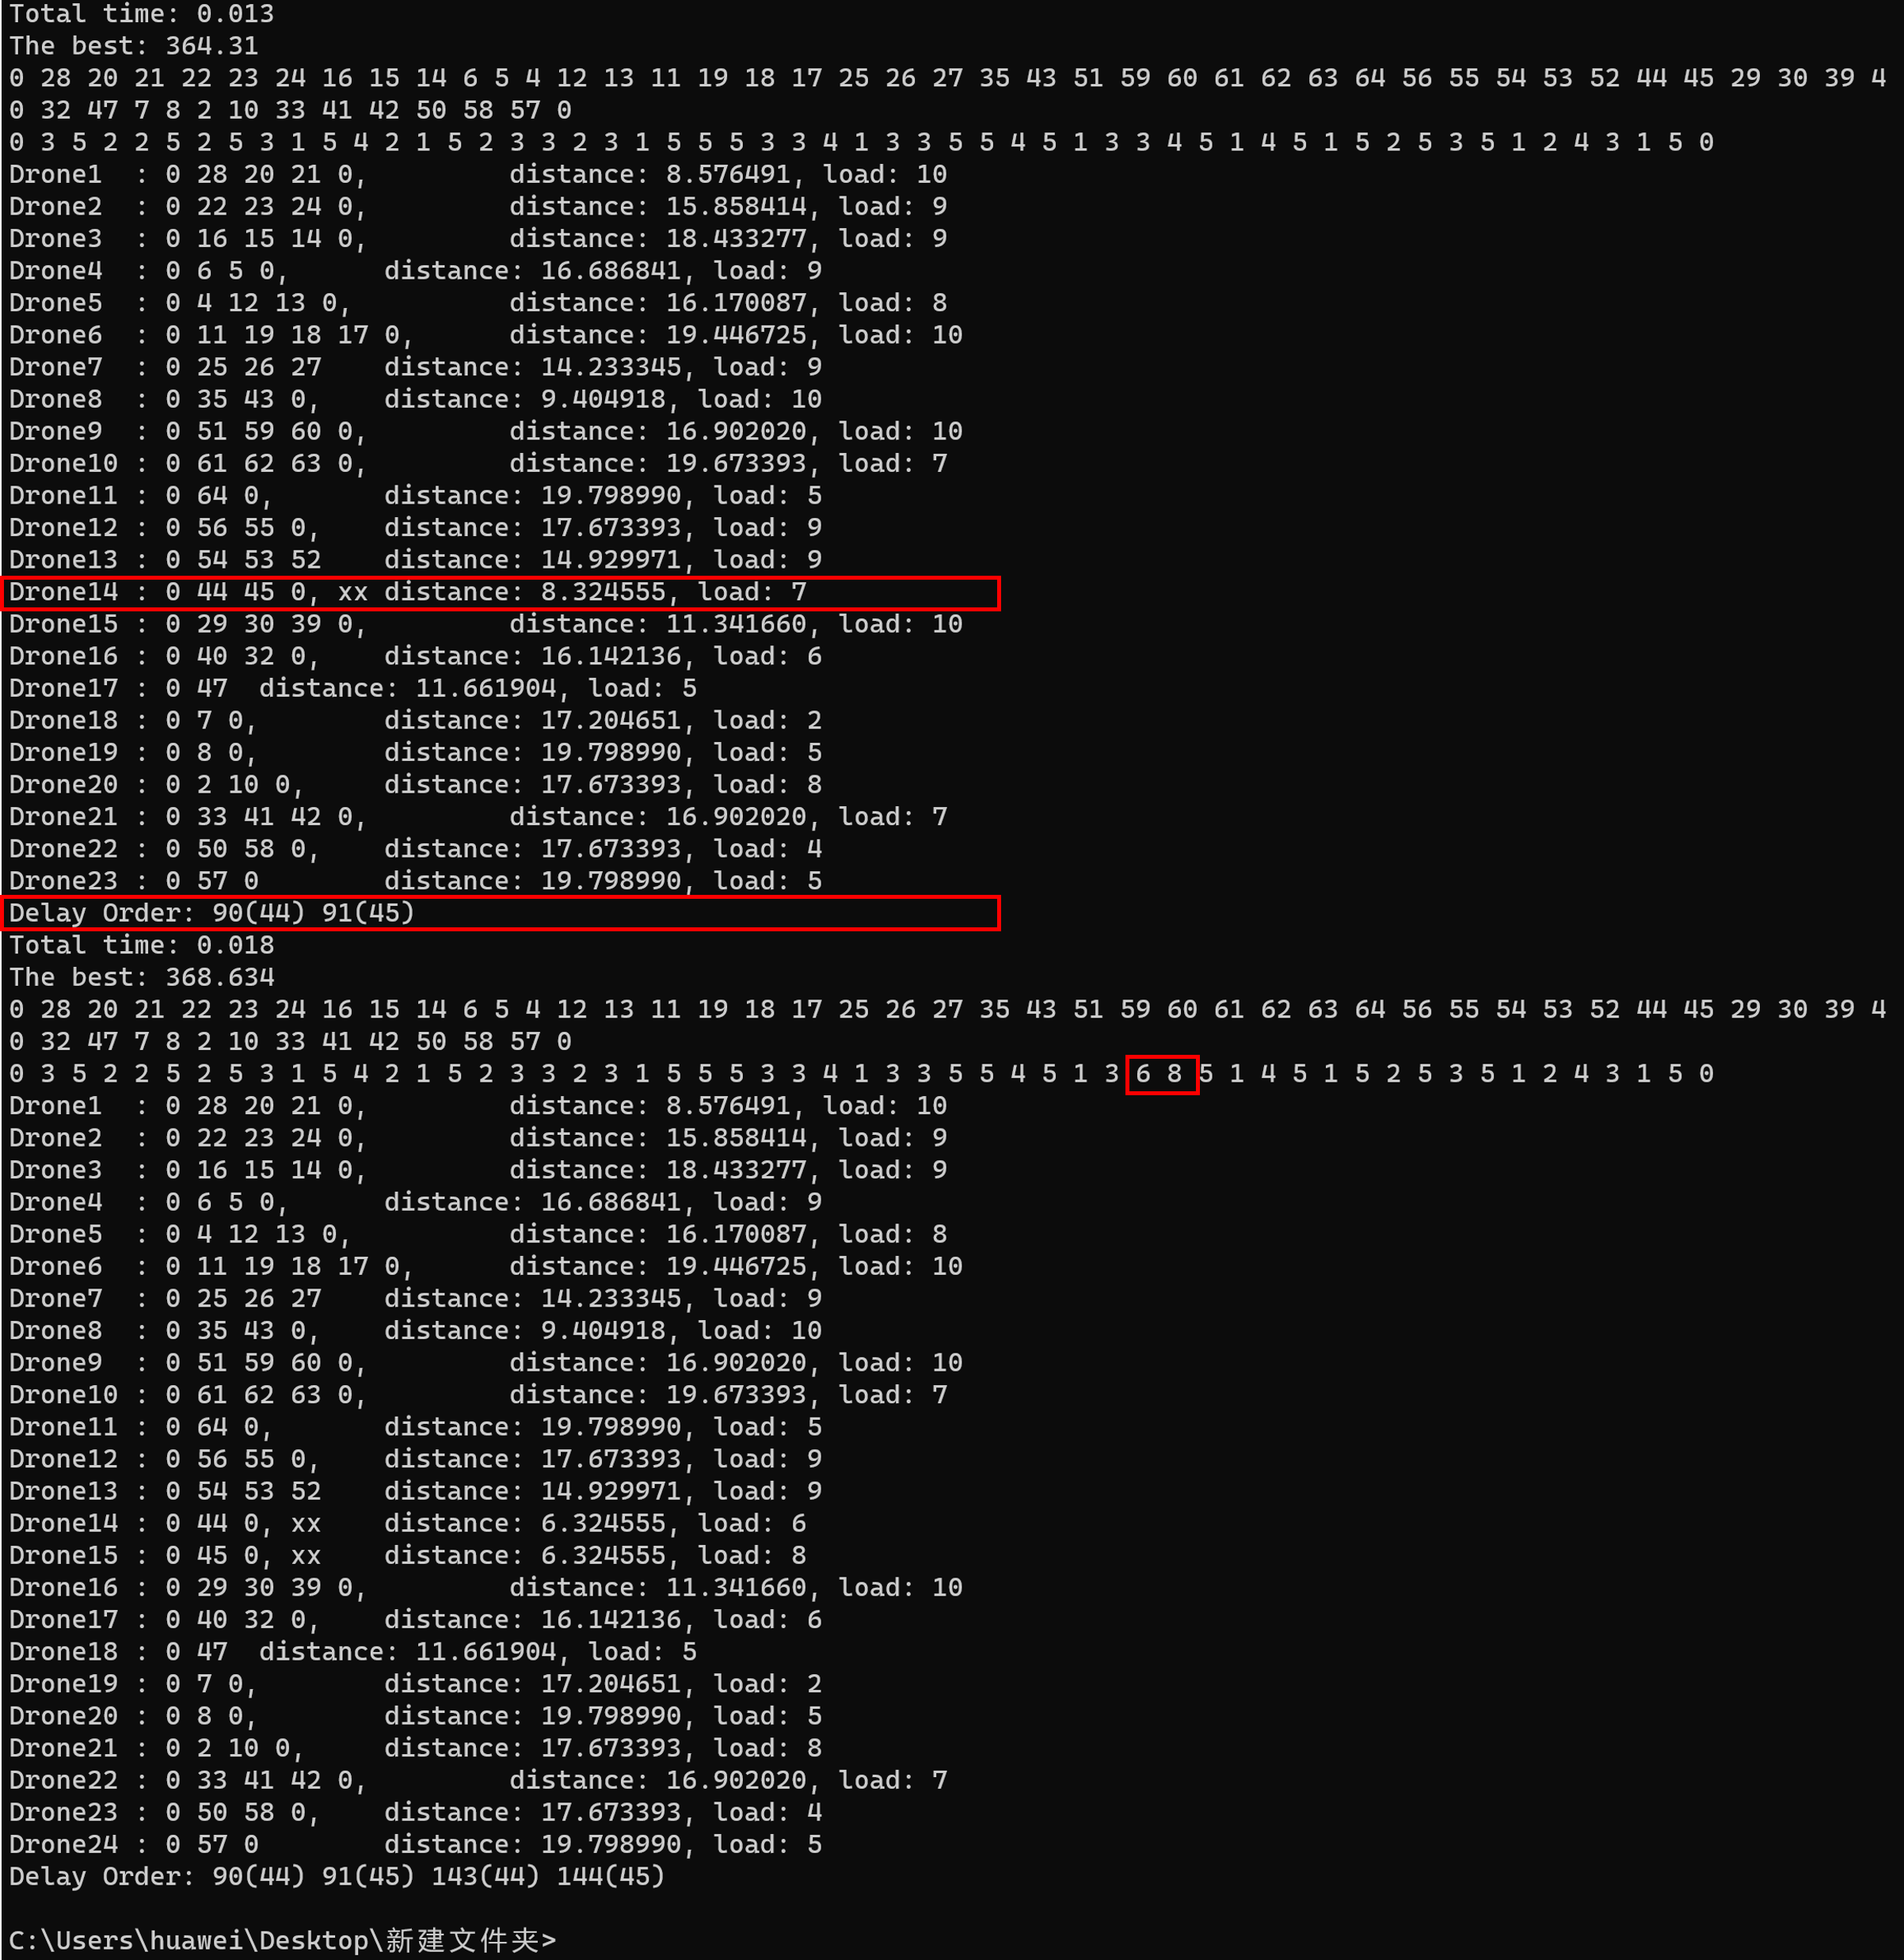 Total time: 0.013
The best: 364.31
0 28 20 21 22 23 24 16 15 14 6 5 4 12 13 11 19 18 17 25 26 27 35 43 51 59 60 61 62 63 64 56 55 54 53 52 44 45 29 30 39 4
0 32 47 7 8 2 10 33 41 42 50 58 57 0
0 3 5 2 2 5 2 5 3 1 5 4 2 1 5 2 3 3 2 3 1 5 5 5 3 3 4 1 3 3 5 5 4 5 1 3 3 4 5 1 4 5 1 5 2 5 3 5 1 2 4 3 1 5 0
Drone1  : 0 28 20 21 0,         distance: 8.576491, load: 10
Drone2  : 0 22 23 24 0,         distance: 15.858414, load: 9
Drone3  : 0 16 15 14 0,         distance: 18.433277, load: 9
Drone4  : 0 6 5 0,      distance: 16.686841, load: 9
Drone5  : 0 4 12 13 0,          distance: 16.170087, load: 8
Drone6  : 0 11 19 18 17 0,      distance: 19.446725, load: 10
Drone7  : 0 25 26 27    distance: 14.233345, load: 9
Drone8  : 0 35 43 0,    distance: 9.404918, load: 10
Drone9  : 0 51 59 60 0,         distance: 16.902020, load: 10
Drone10 : 0 61 62 63 0,         distance: 19.673393, load: 7
Drone11 : 0 64 0,       distance: 19.798990, load: 5
Drone12 : 0 56 55 0,    distance: 17.673393, load: 9
Drone13 : 0 54 53 52    distance: 14.929971, load: 9
Drone14 : 0 44 45 0, xx distance: 8.324555, load: 7
Drone15 : 0 29 30 39 0,         distance: 11.341660, load: 10
Drone16 : 0 40 32 0,    distance: 16.142136, load: 6
Drone17 : 0 47  distance: 11.661904, load: 5
Drone18 : 0 7 0,        distance: 17.204651, load: 2
Drone19 : 0 8 0,        distance: 19.798990, load: 5
Drone20 : 0 2 10 0,     distance: 17.673393, load: 8
Drone21 : 0 33 41 42 0,         distance: 16.902020, load: 7
Drone22 : 0 50 58 0,    distance: 17.673393, load: 4
Drone23 : 0 57 0        distance: 19.798990, load: 5
Delay Order: 90(44) 91(45)
Total time: 0.018
The best: 368.634
0 28 20 21 22 23 24 16 15 14 6 5 4 12 13 11 19 18 17 25 26 27 35 43 51 59 60 61 62 63 64 56 55 54 53 52 44 45 29 30 39 4
0 32 47 7 8 2 10 33 41 42 50 58 57 0
0 3 5 2 2 5 2 5 3 1 5 4 2 1 5 2 3 3 2 3 1 5 5 5 3 3 4 1 3 3 5 5 4 5 1 3 6 8 5 1 4 5 1 5 2 5 3 5 1 2 4 3 1 5 0
Drone1  : 0 28 20 21 0,         distance: 8.576491, load: 10
Drone2  : 0 22 23 24 0,         distance: 15.858414, load: 9
Drone3  : 0 16 15 14 0,         distance: 18.433277, load: 9
Drone4  : 0 6 5 0,      distance: 16.686841, load: 9
Drone5  : 0 4 12 13 0,          distance: 16.170087, load: 8
Drone6  : 0 11 19 18 17 0,      distance: 19.446725, load: 10
Drone7  : 0 25 26 27    distance: 14.233345, load: 9
Drone8  : 0 35 43 0,    distance: 9.404918, load: 10
Drone9  : 0 51 59 60 0,         distance: 16.902020, load: 10
Drone10 : 0 61 62 63 0,         distance: 19.673393, load: 7
Drone11 : 0 64 0,       distance: 19.798990, load: 5
Drone12 : 0 56 55 0,    distance: 17.673393, load: 9
Drone13 : 0 54 53 52    distance: 14.929971, load: 9
Drone14 : 0 44 0, xx    distance: 6.324555, load: 6
Drone15 : 0 45 0, xx    distance: 6.324555, load: 8
Drone16 : 0 29 30 39 0,         distance: 11.341660, load: 10
Drone17 : 0 40 32 0,    distance: 16.142136, load: 6
Drone18 : 0 47  distance: 11.661904, load: 5
Drone19 : 0 7 0,        distance: 17.204651, load: 2
Drone20 : 0 8 0,        distance: 19.798990, load: 5
Drone21 : 0 2 10 0,     distance: 17.673393, load: 8
Drone22 : 0 33 41 42 0,         distance: 16.902020, load: 7
Drone23 : 0 50 58 0,    distance: 17.673393, load: 4
Drone24 : 0 57 0        distance: 19.798990, load: 5
Delay Order: 90(44) 91(45) 143(44) 144(45)
C:\Users\huawei\Desktop\新建文件夹>